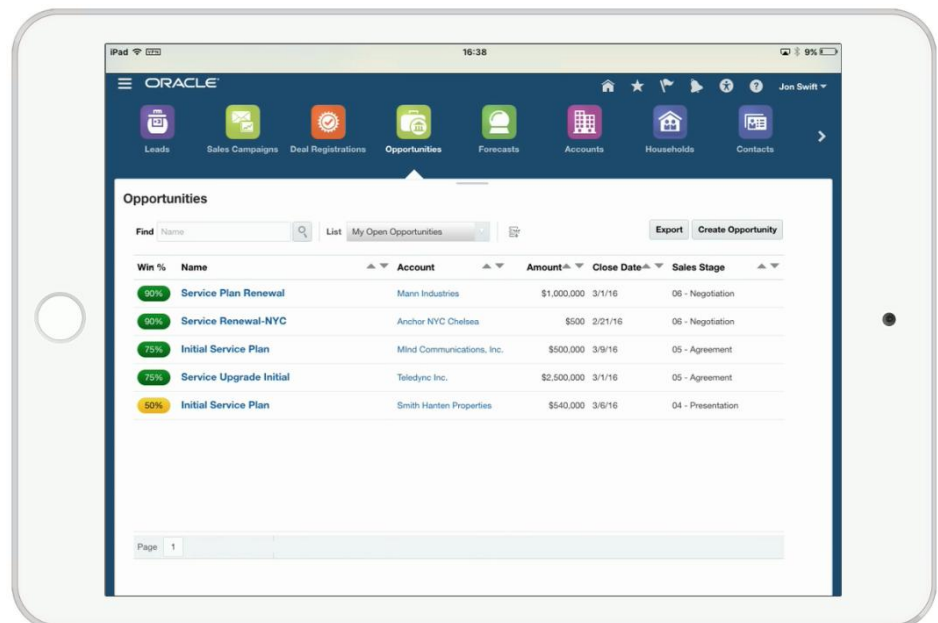 iPad VPN 16:38 9%
ORACLE Jon Swift
Leads Sales Campaigns Deal Registrations Opportunities Forecasts Accounts Households Contacts
Opportunities
Find Name List My Open Opportunities Export Create Opportunity
Win % Name Account Amount Close Date Sales Stage
90% Service Plan Renewal Mann Industries $1,000,000 3/1/16 06 - Negotiation
90% Service Renewal-NYC Anchor NYC Chelsea $500 2/21/16 06 - Negotiation
75% Initial Service Plan MInd Communications, Inc. $500,000 3/9/16 05 - Agreement
75% Service Upgrade Initial Teledync Inc. $2,500,000 3/1/16 05 - Agreement
50% Initial Service Plan Smith Hanten Properties $540,000 3/6/16 04 - Presentation
Page 1